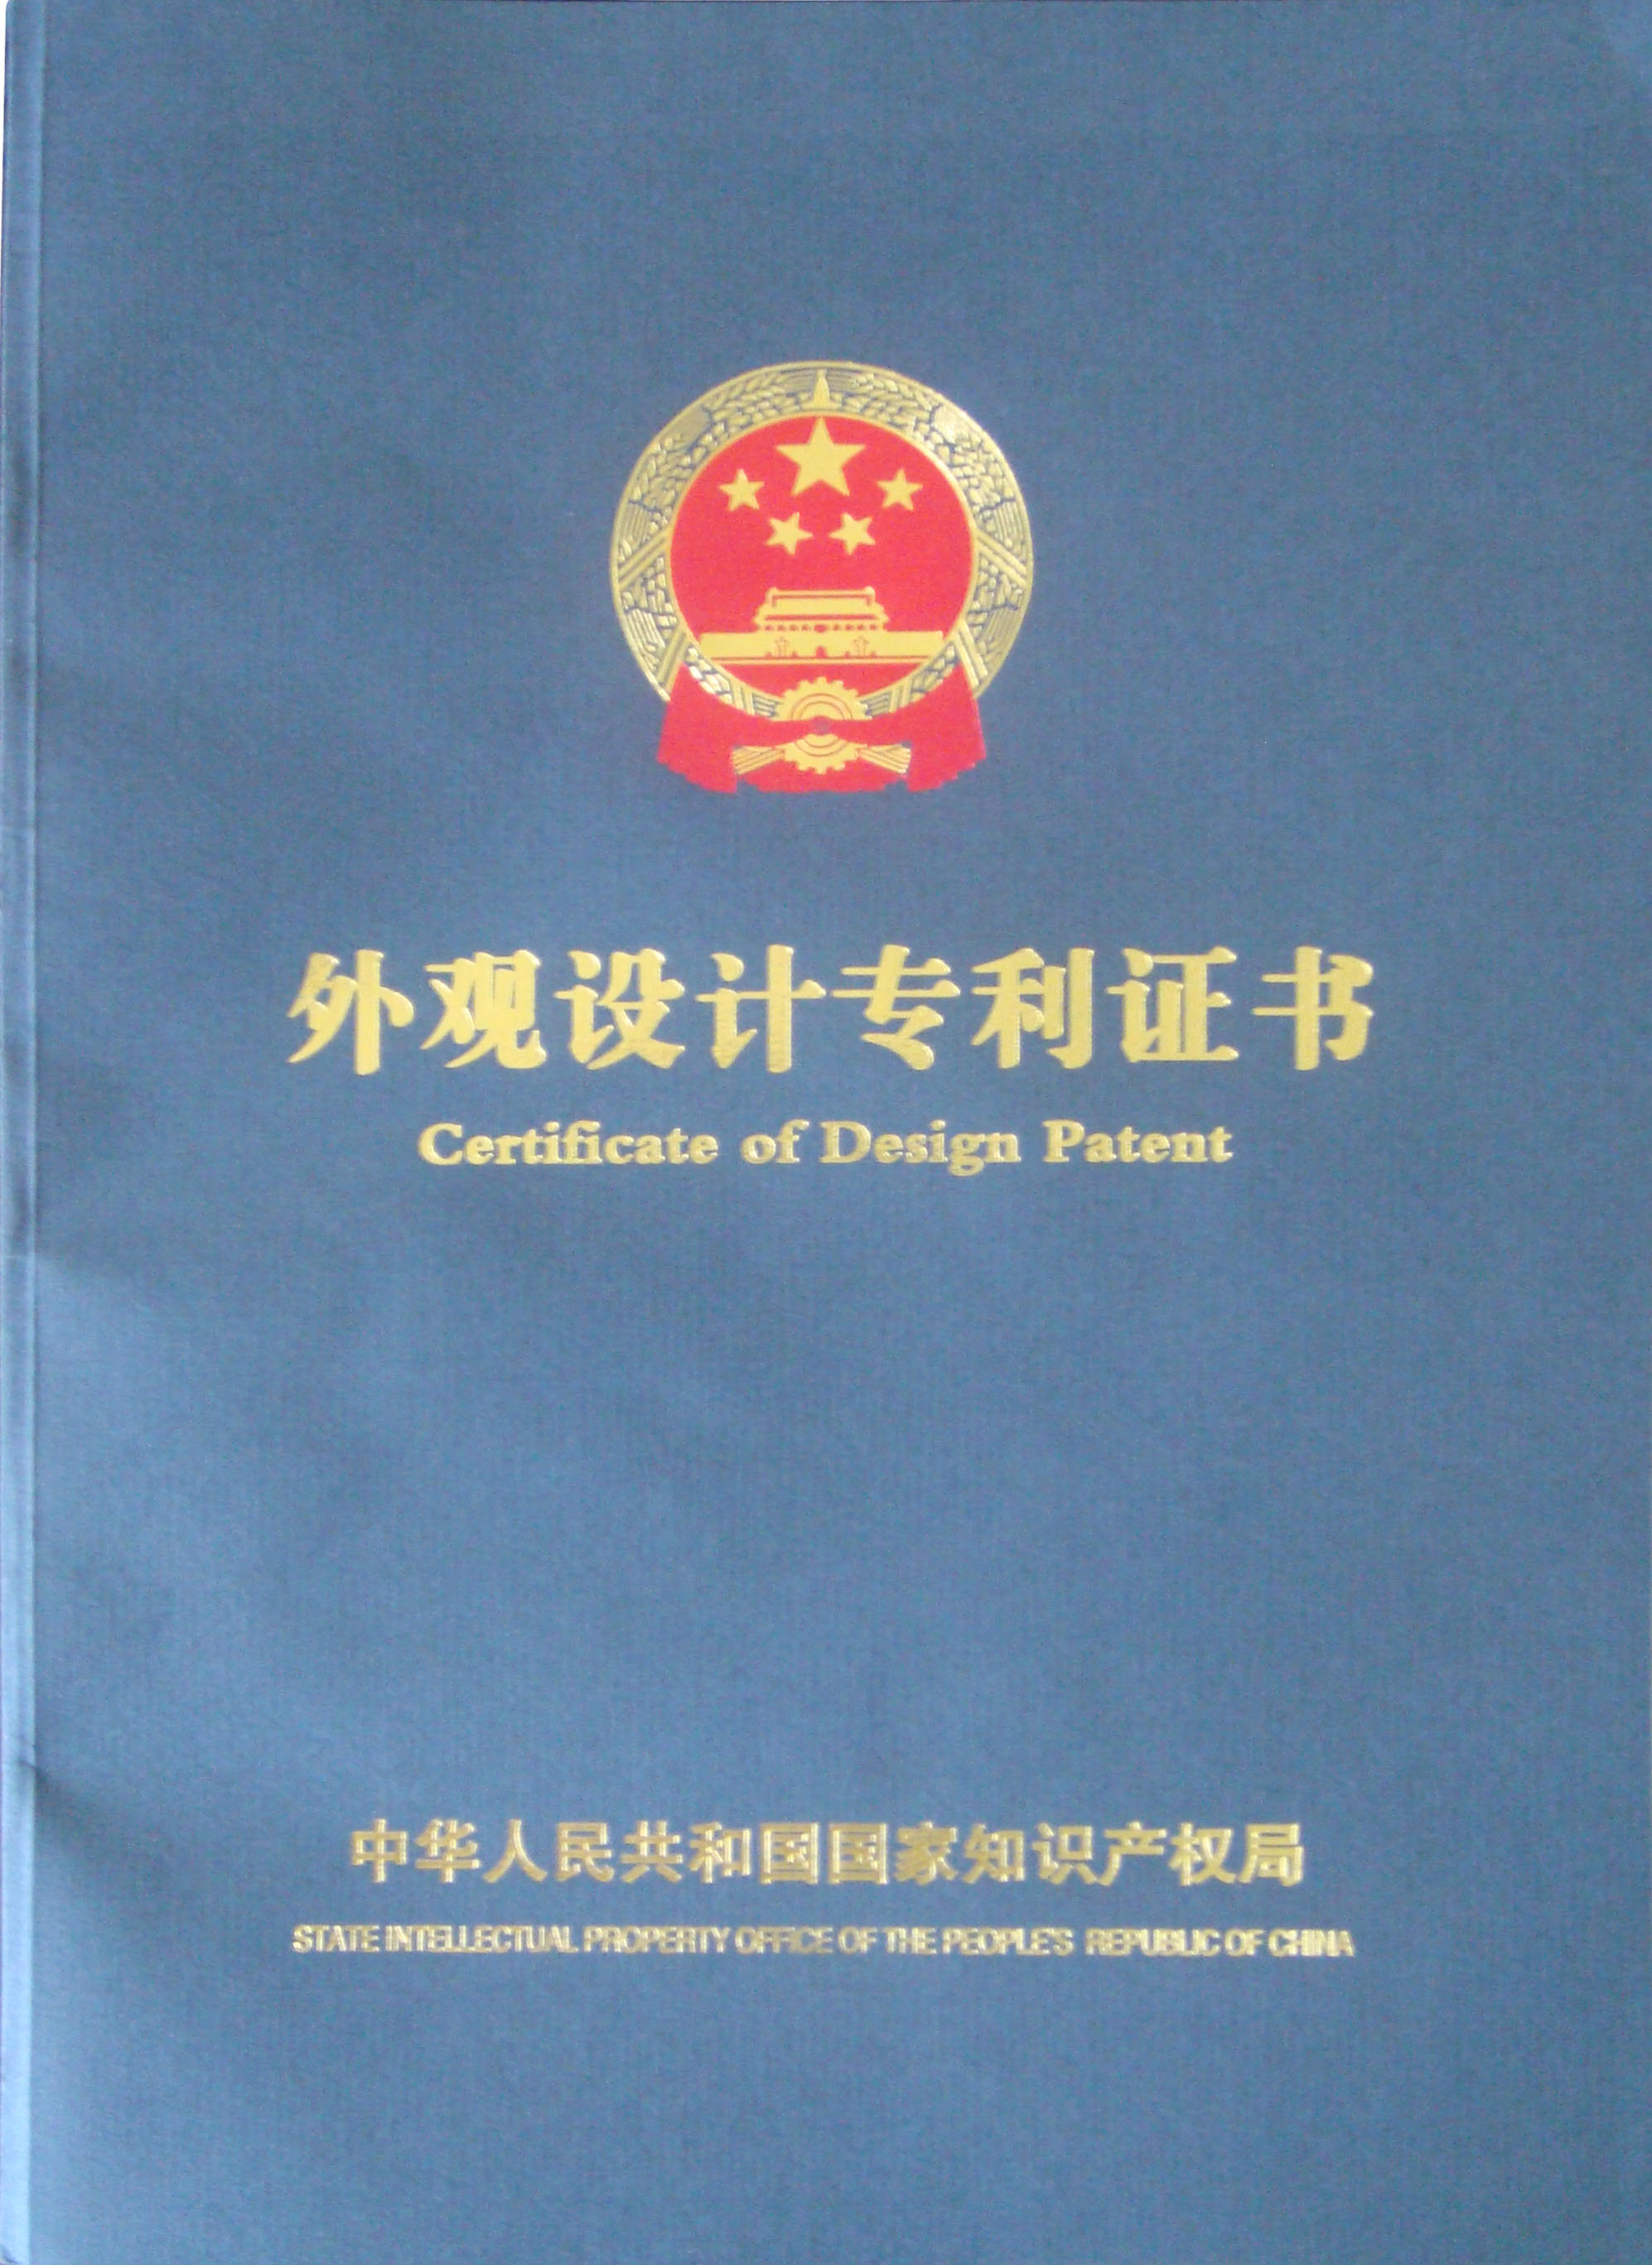 外观设计专利证书
Certificate of Design Patent
中华人民共和国国家知识产权局
STATE INTELLECTUAL PROPERTY OFFICE OF THE PEOPLE'S REPUBLIC OF CHINA